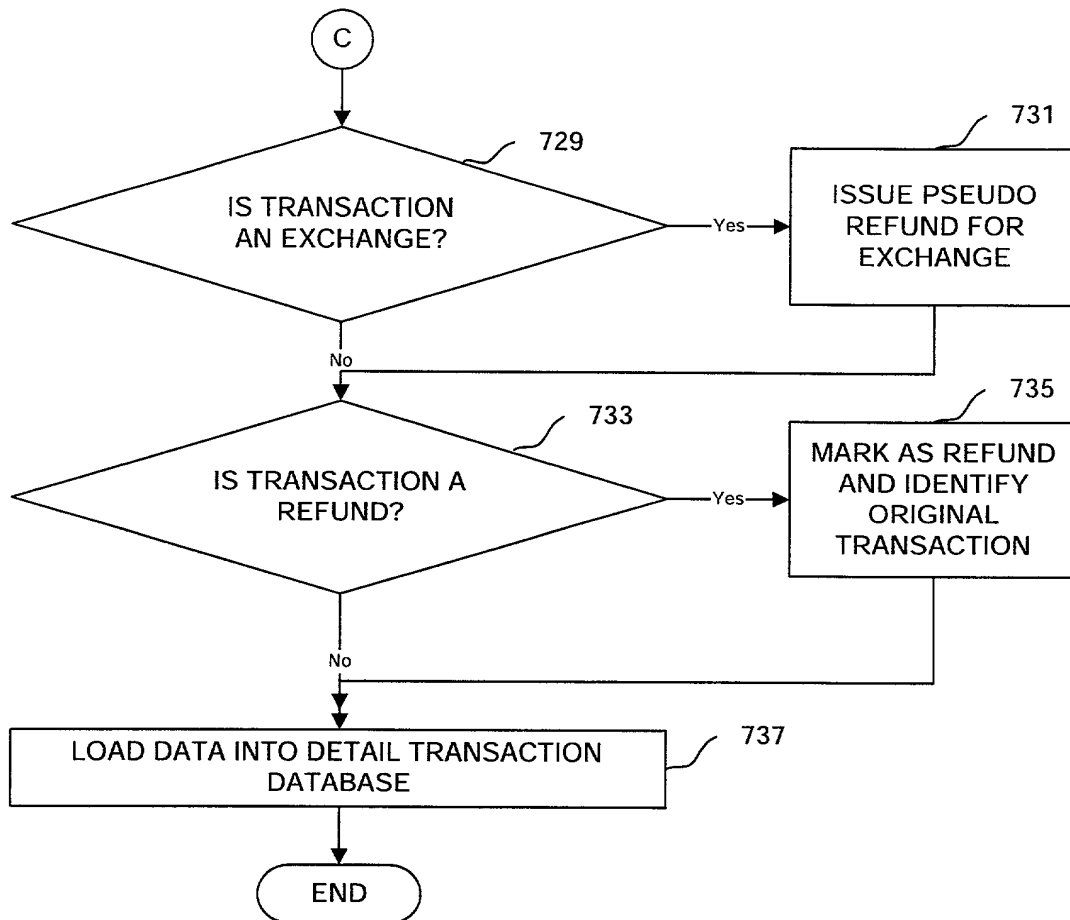 C
729
IS TRANSACTION
AN EXCHANGE?
Yes
731
ISSUE PSEUDO
REFUND FOR
EXCHANGE
No
733
IS TRANSACTION A
REFUND?
Yes
735
MARK AS REFUND
AND IDENTIFY
ORIGINAL
TRANSACTION
No
LOAD DATA INTO DETAIL TRANSACTION
DATABASE
737
END